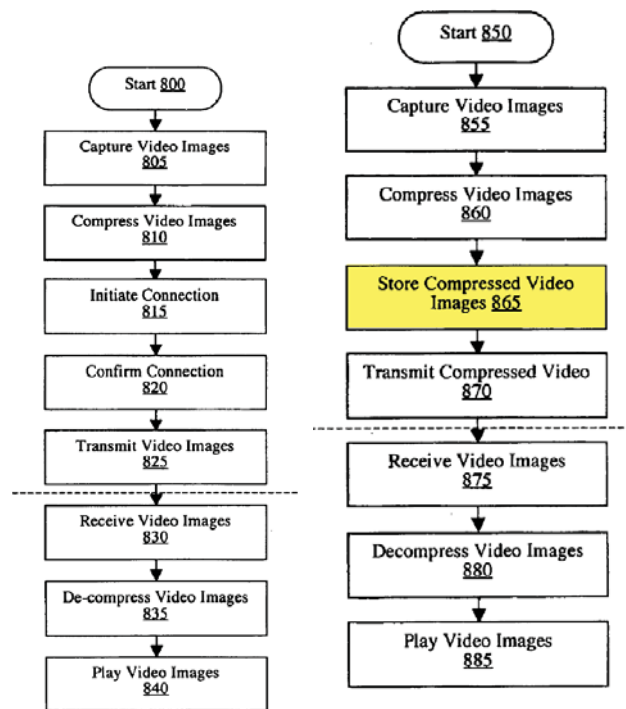 Start 800
Capture Video Images
805
Compress Video Images
810
Initiate Connection
815
Confirm Connection
820
Transmit Video Images
825
Receive Video Images
830
De-compress Video Images
835
Play Video Images
840
Start 850
Capture Video Images
855
Compress Video Images
860
Store Compressed Video
Images 865
Transmit Compressed Video
870
Receive Video Images
875
Decompress Video Images
880
Play Video Images
885